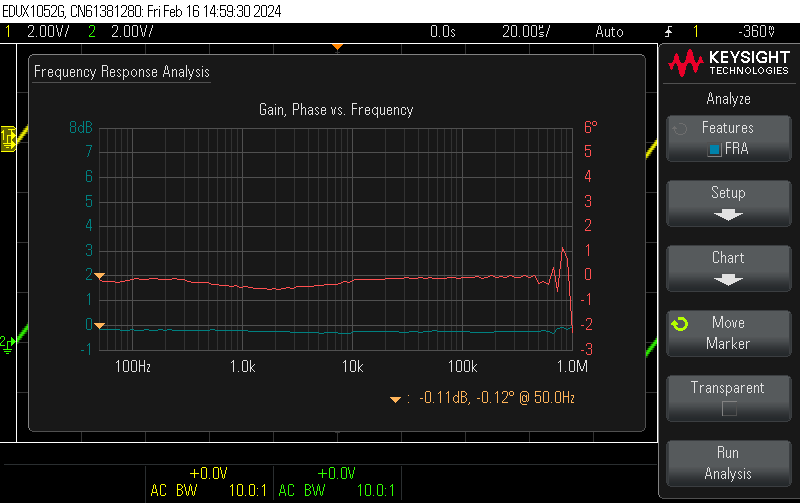 EDUX1052G, CN61381280: Fri Feb 16 14:59:30 2024
1 2.00V/ 2 2.00V/ 0.0s 20.00㎲/ Auto 1 -360㎷
KEYSIGHT
TECHNOLOGIES
Frequency Response Analysis
Analyze
Gain, Phase vs. Frequency
Features
FRA
8dB 6°
7 5
6 4
5 3
4 2
3 1
2 0
1 -1
0 -2
-1 -3
100Hz 1.0k 10k 100k 1.0M
: -0.11dB, -0.12° @ 50.0Hz
Setup
Chart
Move
Marker
Transparent
Run
Analysis
2
+0.0V +0.0V
AC BW 10.0:1 AC BW 10.0:1